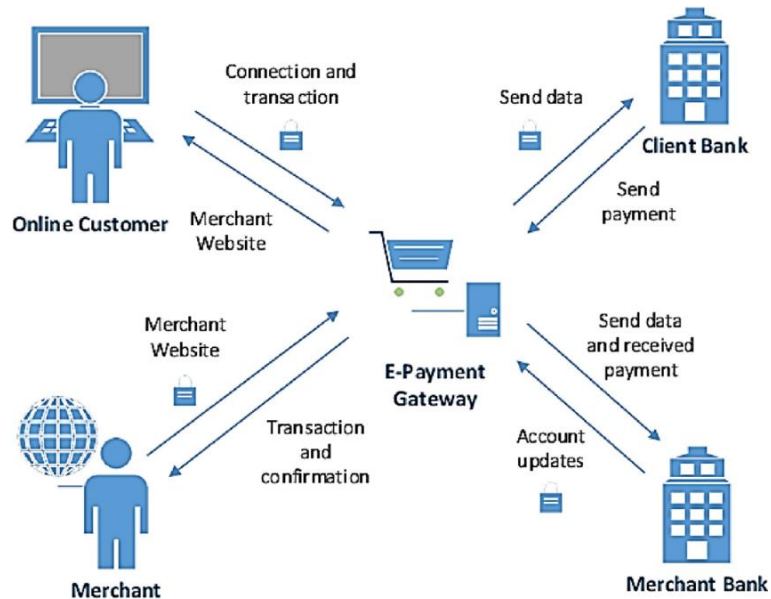 Connection and
transaction
Send data
Client Bank
Online Customer
Merchant
Website
Send
payment
Merchant
Website
Send data
and received
payment
E-Payment
Gateway
Transaction
and
confirmation
Account
updates
Merchant
Merchant Bank